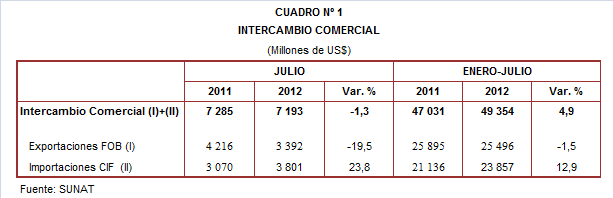 CUADRO Nº 1
INTERCAMBIO COMERCIAL
(Millones de US$)
JULIO ENERO-JULIO
2011 2012 Var. % 2011 2012 Var. %
Intercambio Comercial (I)+(II) 7 285 7 193 -1,3 47 031 49 354 4,9
Exportaciones FOB (I) 4 216 3 392 -19,5 25 895 25 496 -1,5
Importaciones CIF (II) 3 070 3 801 23,8 21 136 23 857 12,9
Fuente: SUNAT